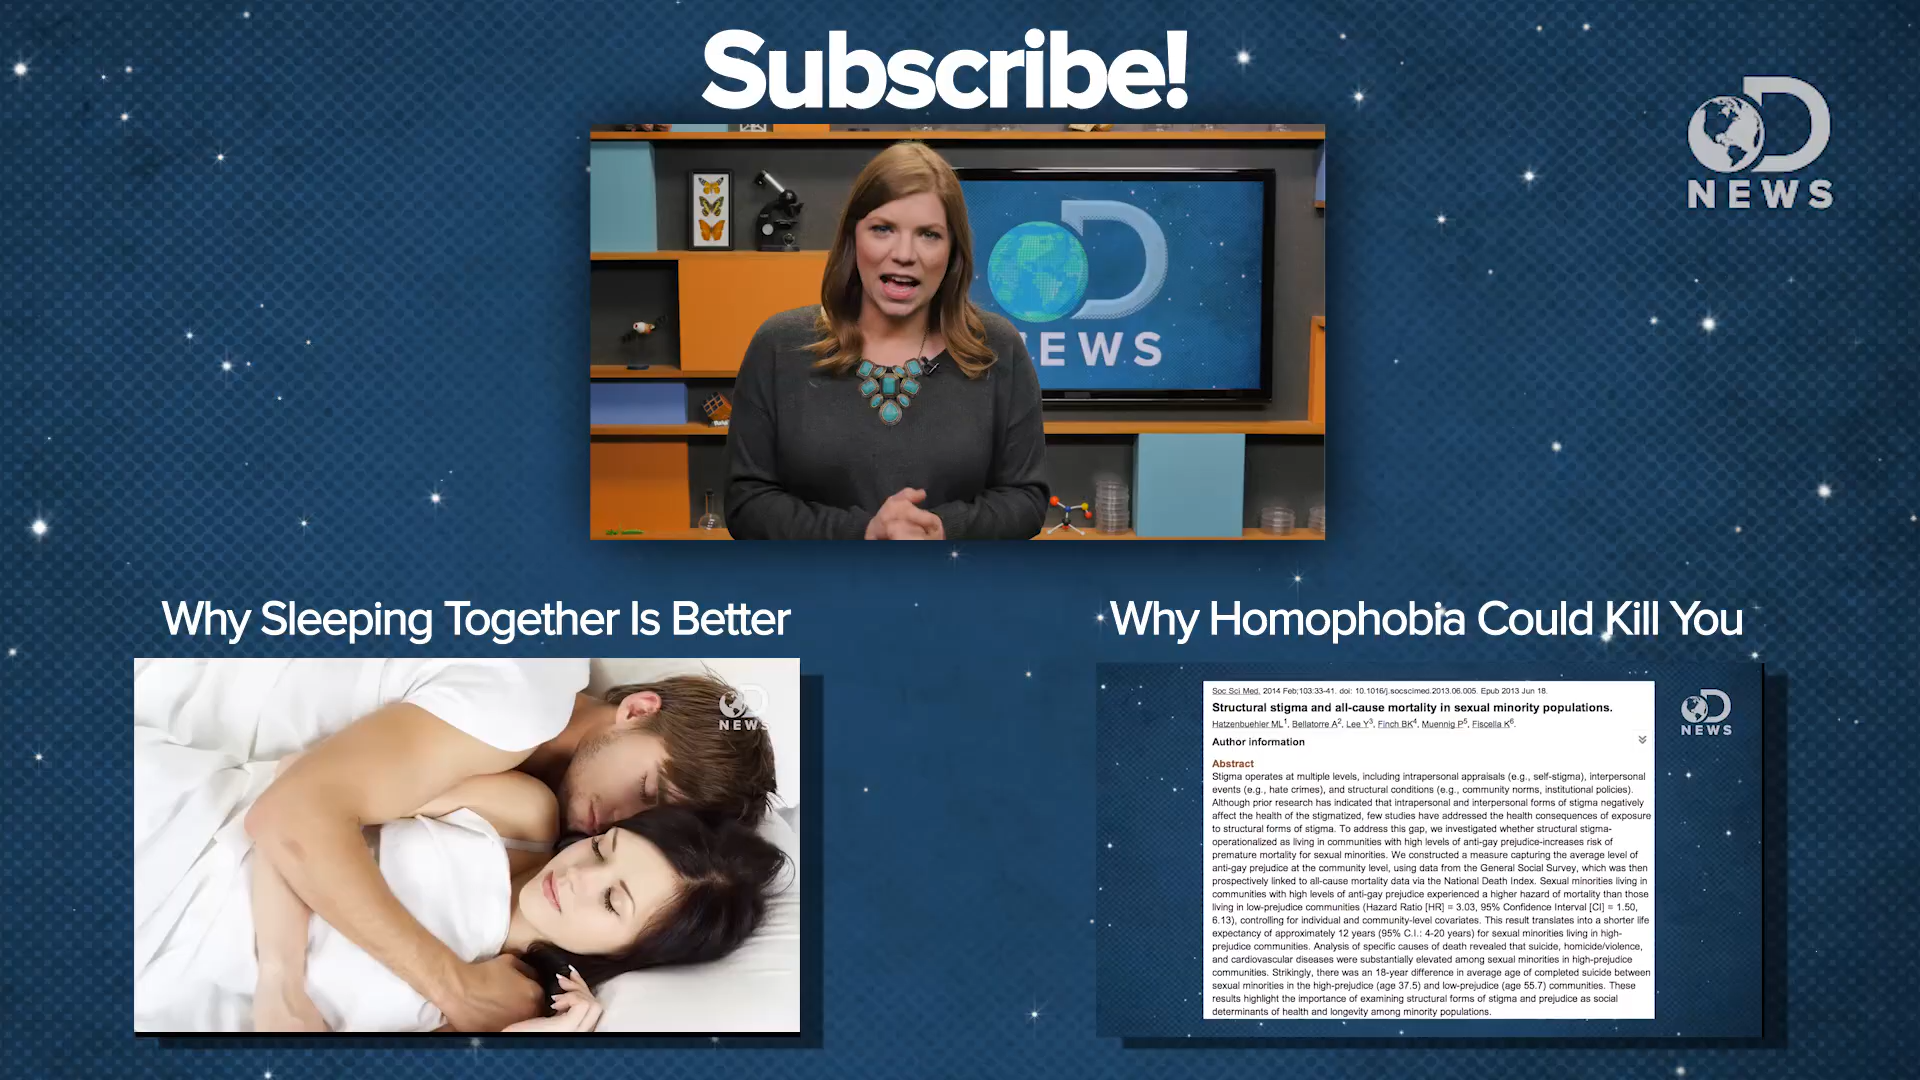 Subscribe!
NEWS
NEWS
Why Sleeping Together Is Better
Why Homophobia Could Kill You
NEWS
NEWS
Soc Sci Med. 2014 Feb;103:33-41. doi: 10.1016/j.socscimed.2013.06.005. Epub 2013 Jun 18.
Structural stigma and all-cause mortality in sexual minority populations.
Hatzenbuehler ML1, Bellatorre A2, Lee Y3, Finch BK4, Muennig P5, Fiscella K6.
Author information
Abstract
Stigma operates at multiple levels, including intrapersonal appraisals (e.g., self-stigma), interpersonal
events (e.g., hate crimes), and structural conditions (e.g., community norms, institutional policies).
Although prior research has indicated that intrapersonal and interpersonal forms of stigma negatively
affect the health of the stigmatized, few studies have addressed the health consequences of exposure
to structural forms of stigma. To address this gap, we investigated whether structural stigma-
operationalized as living in communities with high levels of anti-gay prejudice-increases risk of
premature mortality for sexual minorities. We constructed a measure capturing the average level of
anti-gay prejudice at the community level, using data from the General Social Survey, which was then
prospectively linked to all-cause mortality data via the National Death Index. Sexual minorities living in
communities with high levels of anti-gay prejudice experienced a higher hazard of mortality than those
living in low-prejudice communities (Hazard Ratio [HR] = 3.03, 95% Confidence Interval [CI] = 1.50,
6.13), controlling for individual and community-level covariates. This result translates into a shorter life
expectancy of approximately 12 years (95% C.I.: 4-20 years) for sexual minorities living in high-
prejudice communities. Analysis of specific causes of death revealed that suicide, homicide/violence,
and cardiovascular diseases were substantially elevated among sexual minorities in high-prejudice
communities. Strikingly, there was an 18-year difference in average age of completed suicide between
sexual minorities in the high-prejudice (age 37.5) and low-prejudice (age 55.7) communities. These
results highlight the importance of examining structural forms of stigma and prejudice as social
determinants of health and longevity among minority populations.